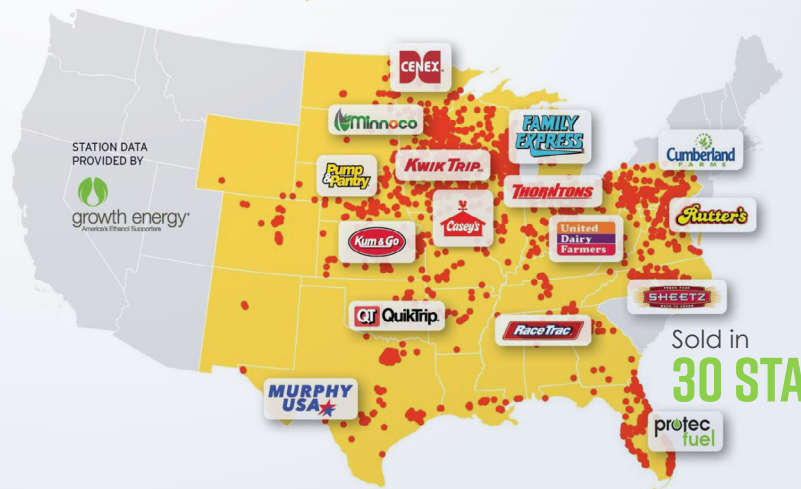 CENEX
Minnoco
FAMILY
EXPRESS
STATION DATA
PROVIDED BY
growth energy
America's Ethanol Supporters
Pump
& Pantry
KWIK TRIP
Cumberland
FARMS
THORNTONS
Rutter's
Casey's
Kum & Go
United
Dairy
Farmers
SHEETZ
QT QuikTrip
RaceTrac
Sold in
30 STA
MURPHY
USA
protec
fuel